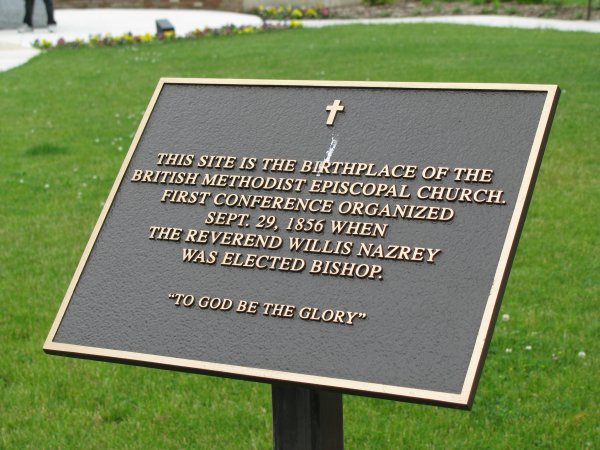 THIS SITE IS THE BIRTHPLACE OF THE
BRITISH METHODIST EPISCOPAL CHURCH.
FIRST CONFERENCE ORGANIZED
SEPT. 29, 1856 WHEN
THE REVEREND WILLIS NAZREY
WAS ELECTED BISHOP.
"TO GOD BE THE GLORY"